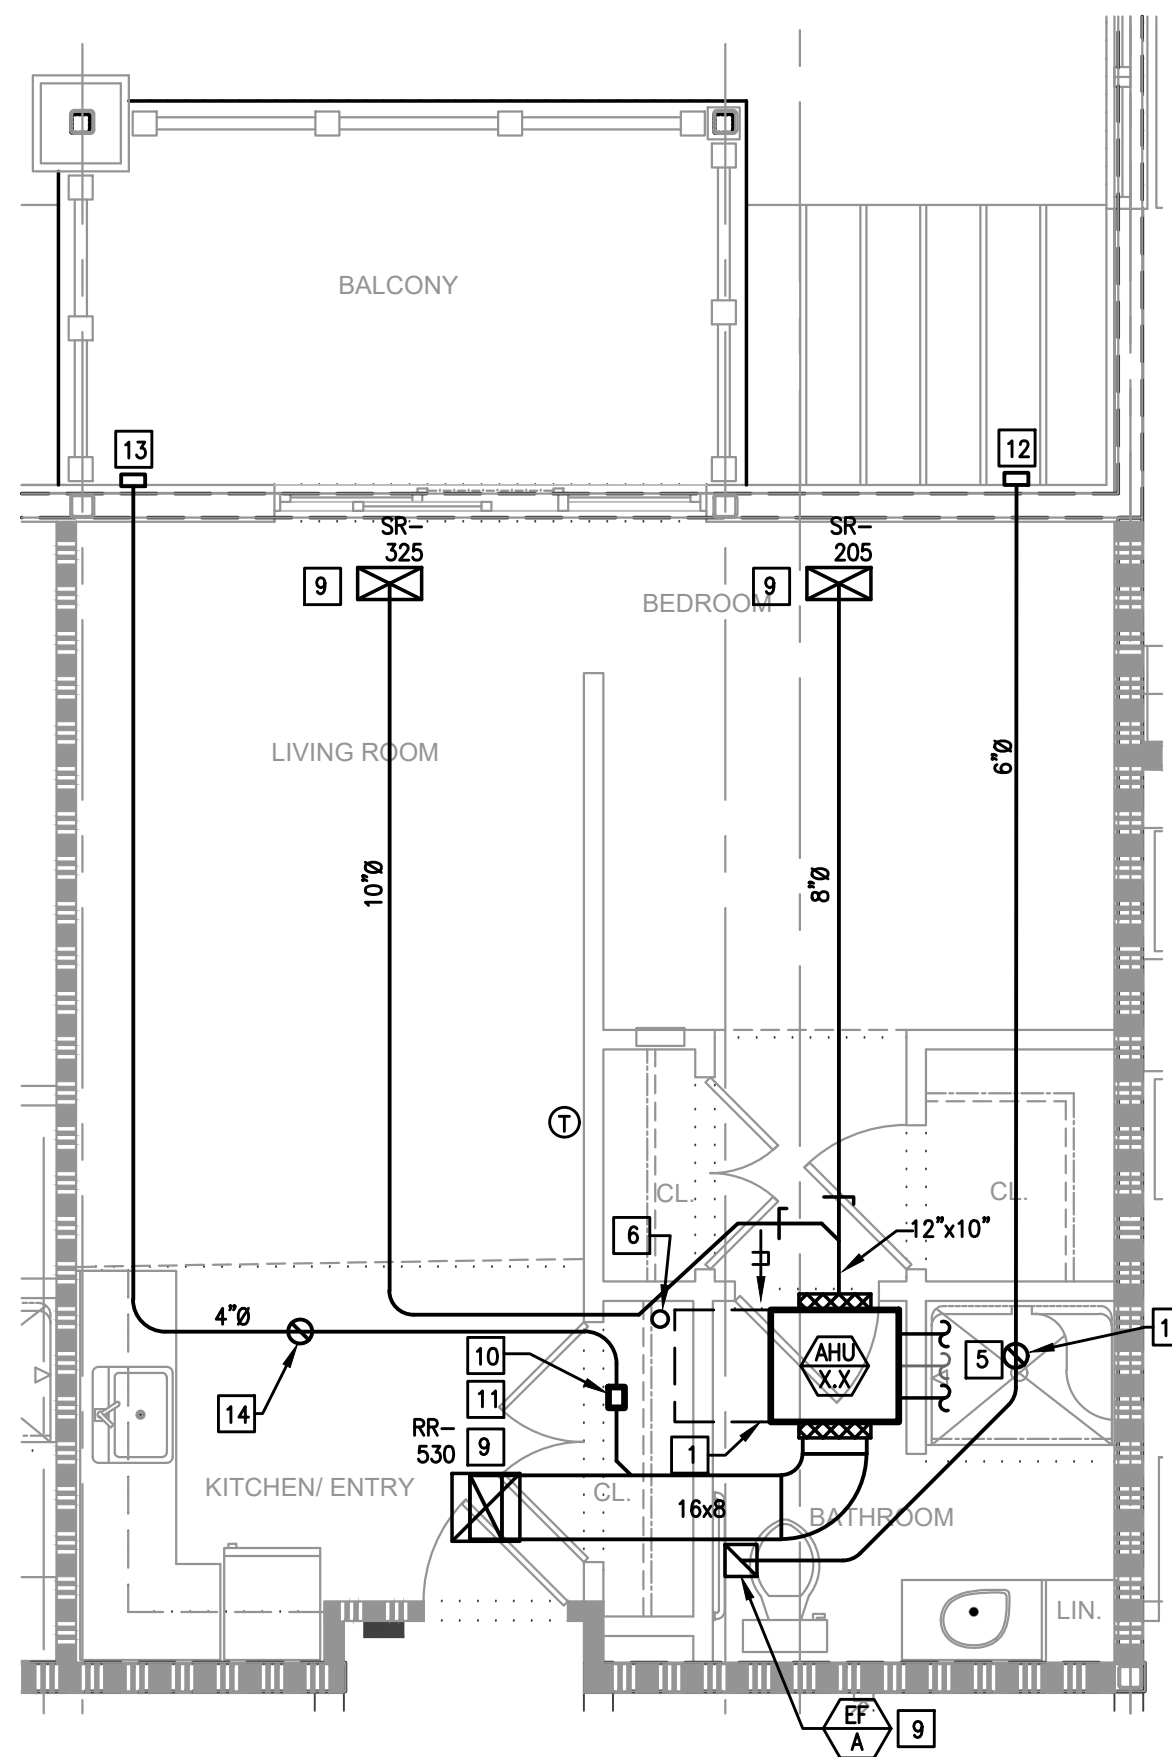 BALCONY
13
12
SR-
325
SR-
205
9
9
BEDROOM
LIVING ROOM
6"Ø
10"Ø
8"Ø
T
CL.
CL.
6
12"x10"
4"Ø
1
10
AHU
X.X
5
14
11
RR-
530
9
1
KITCHEN/ ENTRY
CL.
16x8
BATHROOM
LIN.
EF
A
9